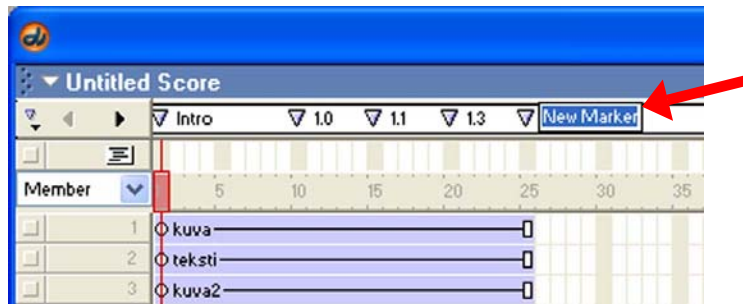 Untitled Score
Intro 1.0 1.1 1.3 New Marker
Member 5 10 15 20 25 30 35
1 kuva
2 teksti
3 kuva2